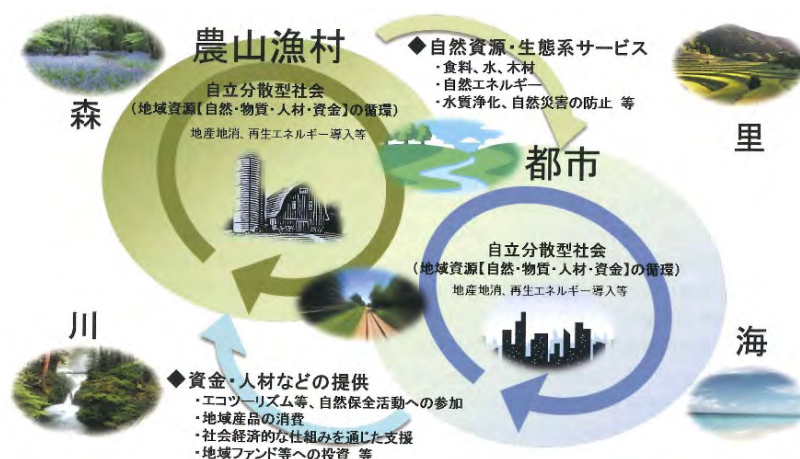 農山漁村
森
自立分散型社会
(地域資源【自然・物質・人材・資金】の循環)
地産地消、再生エネルギー導入等
◆自然資源・生態系サービス
・食料、水、木材
・自然エネルギー
・水質浄化、自然災害の防止 等
里
都市
自立分散型社会
(地域資源【自然・物質・人材・資金】の循環)
地産地消、再生エネルギー導入等
川
海
◆資金・人材などの提供
・エコツーリズム等、自然保全活動への参加
・地域産品の消費
・社会経済的な仕組みを通じた支援
・地域ファンド等への投資 等